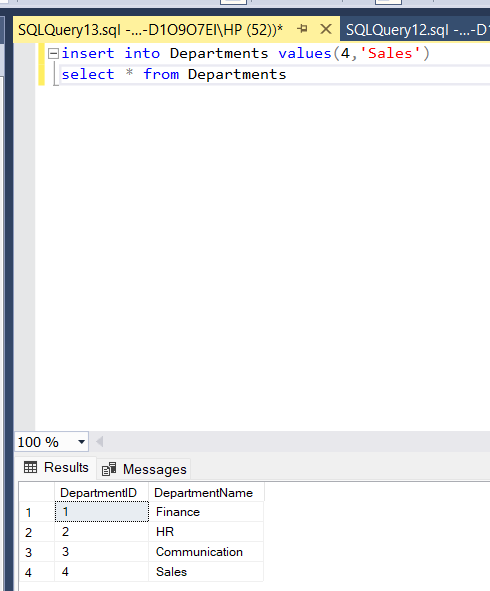 SQLQuery13.sql -...-D1O9O7EI\HP (52))* SQLQuery12.sql -...-D1
insert into Departments values(4,'Sales')
select * from Departments
100 %
Results Messages
DepartmentID DepartmentName
1 1 Finance
2 2 HR
3 3 Communication
4 4 Sales